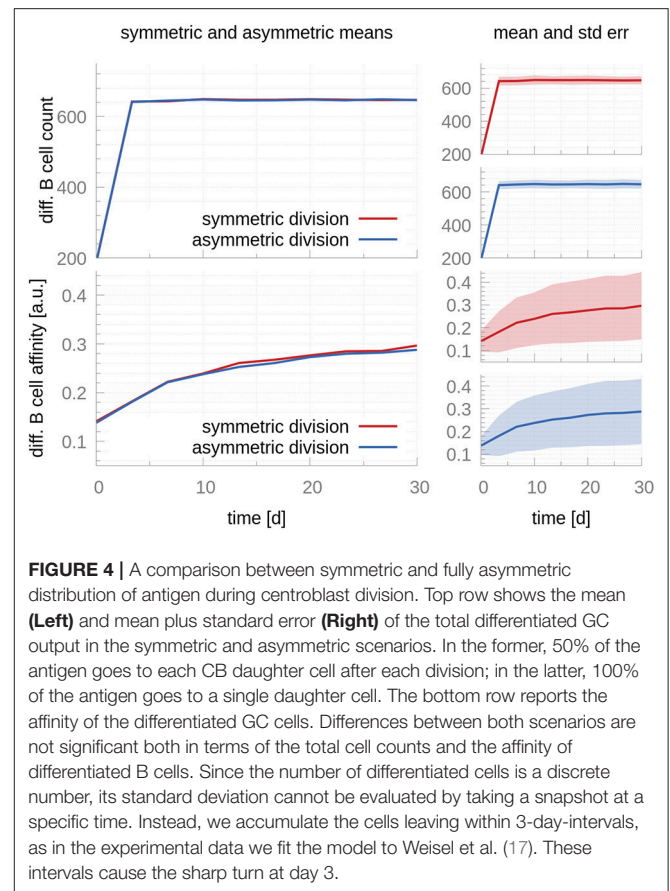 symmetric and asymmetric means
mean and std err
diff. B cell count
600
400
200
symmetric division
asymmetric division
600
400
200
600
400
200
diff. B cell affinity [a.u.]
0.4
0.3
0.2
0.1
symmetric division
asymmetric division
0
10
20
30
time [d]
0.4
0.3
0.2
0.1
0.4
0.3
0.2
0.1
0
10
20
30
time [d]
FIGURE 4 | A comparison between symmetric and fully asymmetric
distribution of antigen during centroblast division. Top row shows the mean
(Left) and mean plus standard error (Right) of the total differentiated GC
output in the symmetric and asymmetric scenarios. In the former, 50% of the
antigen goes to each CB daughter cell after each division; in the latter, 100%
of the antigen goes to a single daughter cell. The bottom row reports the
affinity of the differentiated GC cells. Differences between both scenarios are
not significant both in terms of the total cell counts and the affinity of
differentiated B cells. Since the number of differentiated cells is a discrete
number, its standard deviation cannot be evaluated by taking a snapshot at a
specific time. Instead, we accumulate the cells leaving within 3-day-intervals,
as in the experimental data we fit the model to Weisel et al. (17). These
intervals cause the sharp turn at day 3.